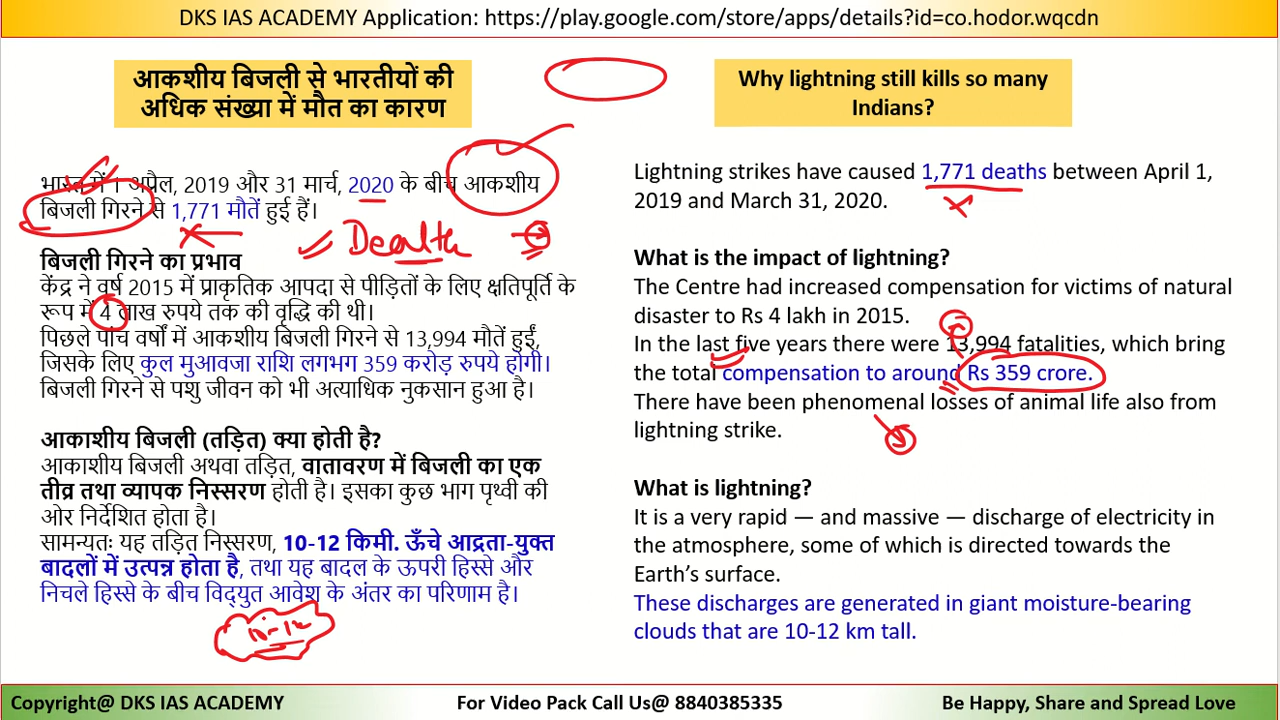 DKS IAS ACADEMY Application: https://play.google.com/store/apps/details?id=co.hodor.wqcdn
आकशीय बिजली से भारतीयों की
अधिक संख्या में मौत का कारण
भारत में 1 अप्रैल, 2019 और 31 मार्च, 2020 के बीच आकशीय
बिजली गिरने से 1,771 मौतें हुई हैं।
Dealth
बिजली गिरने का प्रभाव
केंद्र ने वर्ष 2015 में प्राकृतिक आपदा से पीड़ितों के लिए क्षतिपूर्ति के
रूप में 4 लाख रुपये तक की वृद्धि की थी।
पिछले पांच वर्षों में आकशीय बिजली गिरने से 13,994 मौतें हुईं,
जिसके लिए कुल मुआवजा राशि लगभग 359 करोड़ रुपये होगी।
बिजली गिरने से पशु जीवन को भी अत्याधिक नुकसान हुआ है।
आकाशीय बिजली (तड़ित) क्या होती है?
आकाशीय बिजली अथवा तड़ित, वातावरण में बिजली का एक
तीव्र तथा व्यापक निस्सरण होती है। इसका कुछ भाग पृथ्वी की
ओर निर्देशित होता है।
सामन्यतः यह तड़ित निस्सरण, 10-12 किमी. ऊँचे आद्रता-युक्त
बादलों में उत्पन्न होता है, तथा यह बादल के ऊपरी हिस्से और
निचले हिस्से के बीच विद्युत आवेश के अंतर का परिणाम है।
10-12
Why lightning still kills so many
Indians?
Lightning strikes have caused 1,771 deaths between April 1,
2019 and March 31, 2020.
What is the impact of lightning?
The Centre had increased compensation for victims of natural
disaster to Rs 4 lakh in 2015.
In the last five years there were 13,994 fatalities, which bring
the total compensation to around Rs 359 crore.
There have been phenomenal losses of animal life also from
lightning strike.
What is lightning?
It is a very rapid — and massive — discharge of electricity in
the atmosphere, some of which is directed towards the
Earth’s surface.
These discharges are generated in giant moisture-bearing
clouds that are 10-12 km tall.
Copyright@ DKS IAS ACADEMY
For Video Pack Call Us@ 8840385335
Be Happy, Share and Spread Love